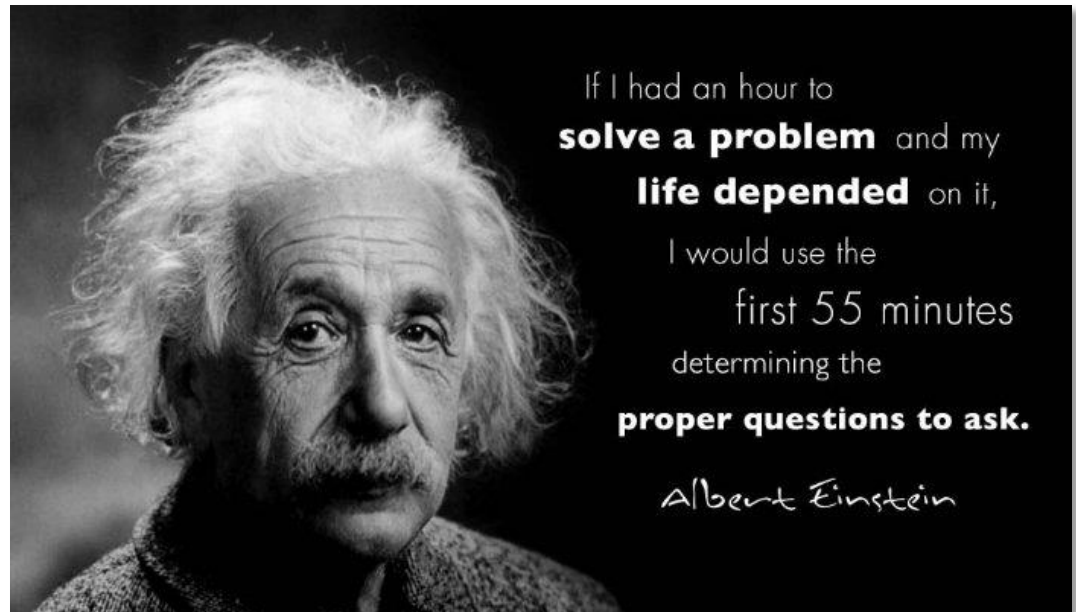 If I had an hour to
solve a problem and my
life depended on it,
I would use the
first 55 minutes
determining the
proper questions to ask.
Albert Einstein